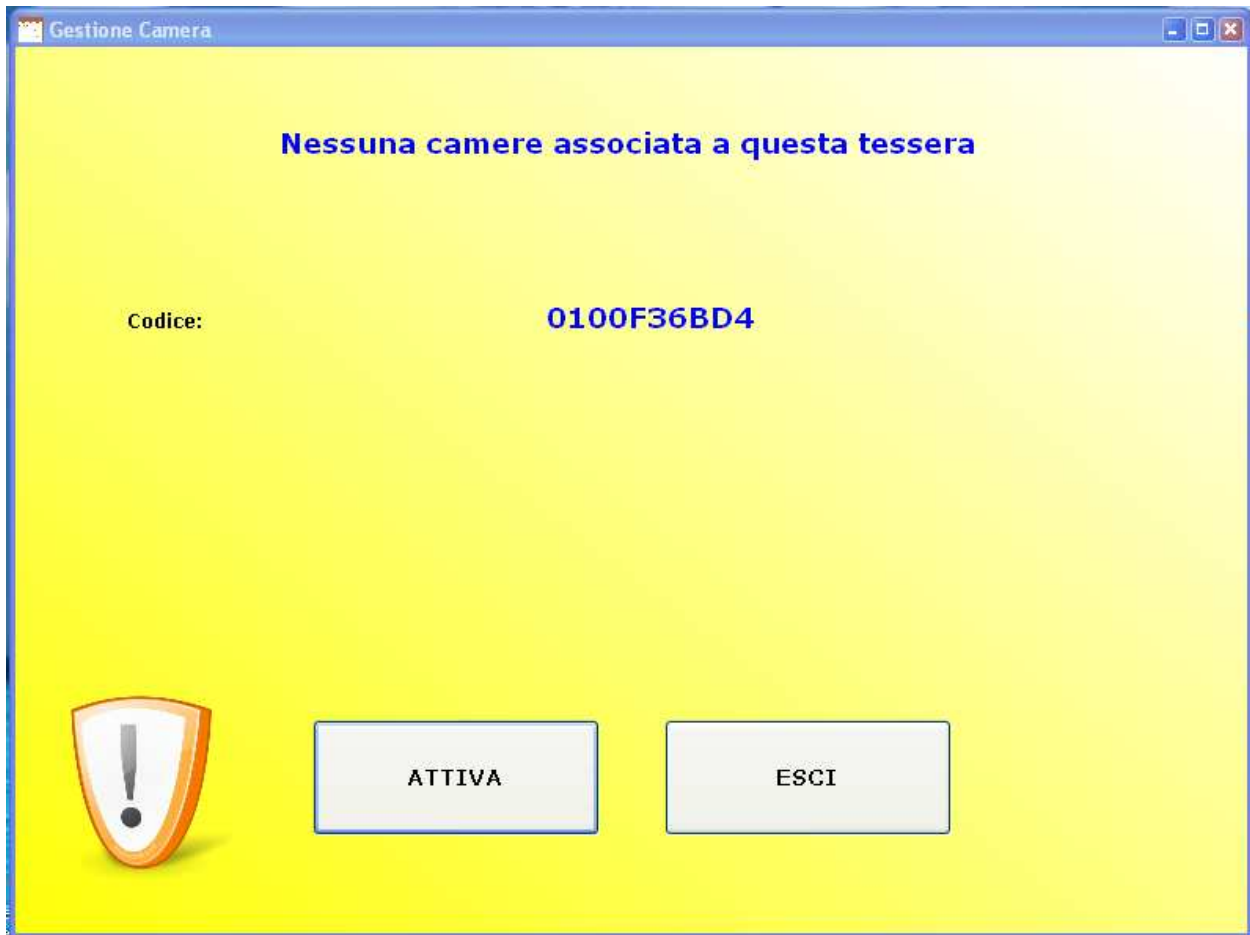 Gestione Camera
Nessuna camere associata a questa tessera
Codice: 0100F36BD4
ATTIVA ESCI